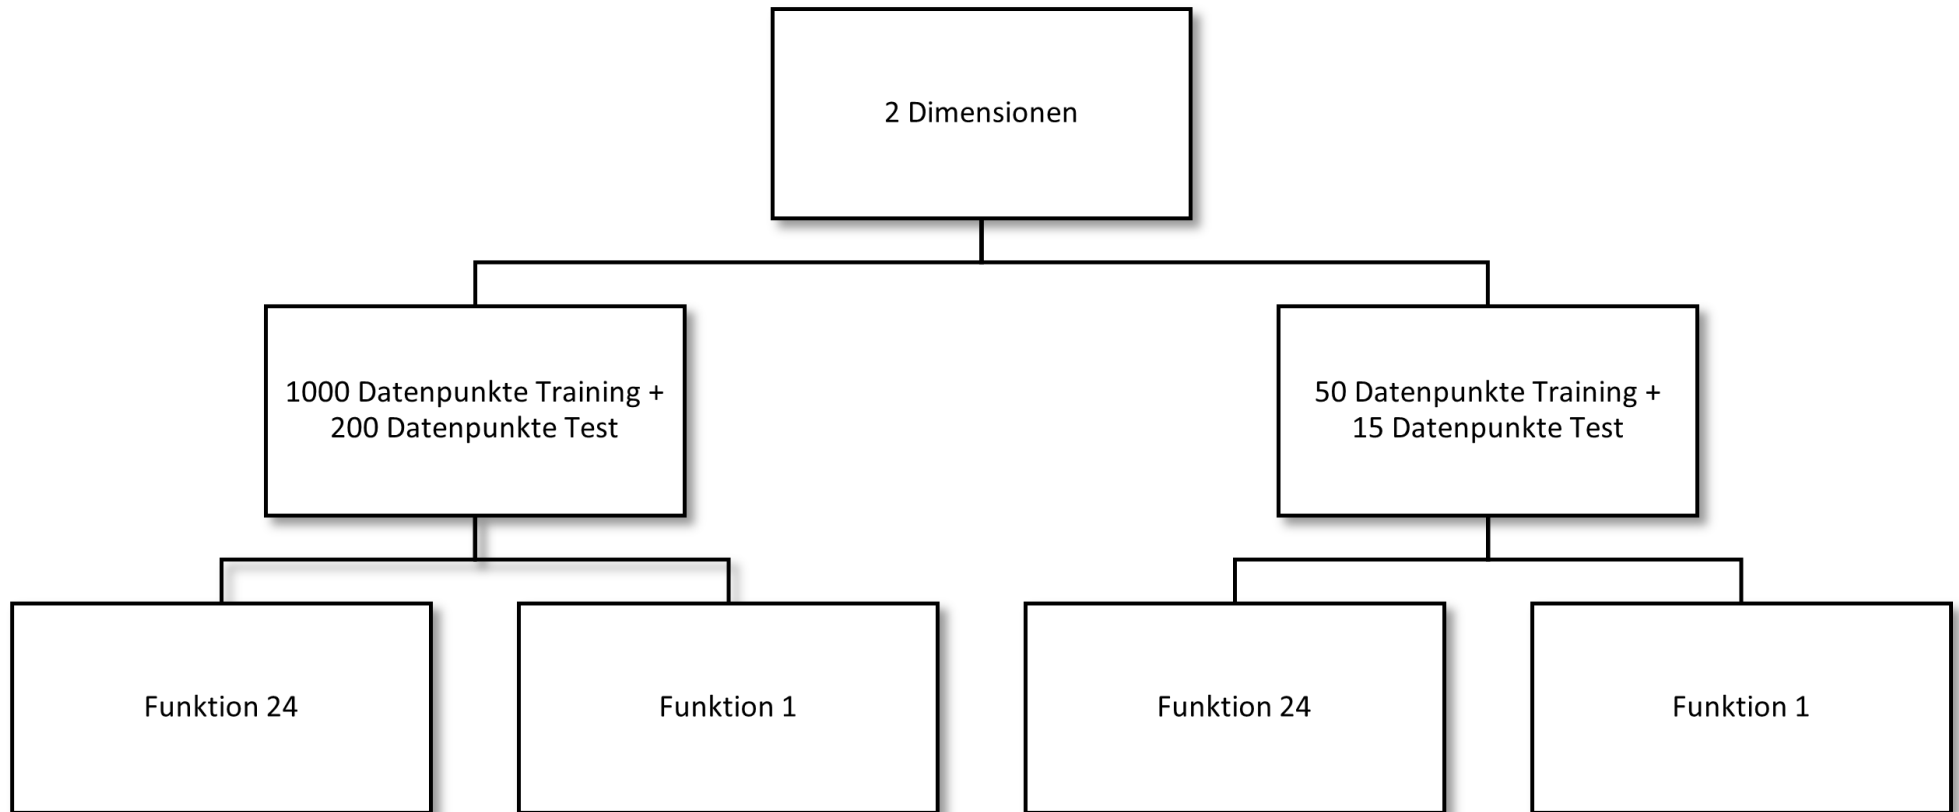 2 Dimensionen
1000 Datenpunkte Training +
200 Datenpunkte Test
50 Datenpunkte Training +
15 Datenpunkte Test
Funktion 24
Funktion 1
Funktion 24
Funktion 1